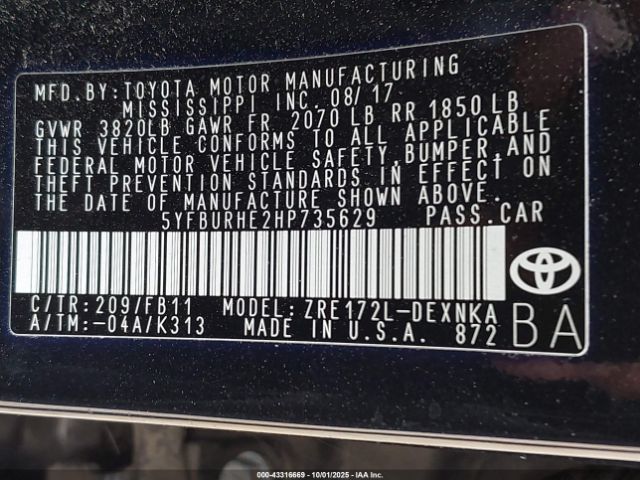 MFD.BY:TOYOTA MOTOR MANUFACTURING
MISSISSIPPI INC. 08/17
GVWR 3820LB GAWR FR 2070 LB RR 1850 LB
THIS VEHICLE CONFORMS TO ALL APPLICABLE
FEDERAL MOTOR VEHICLE SAFETY,BUMPER,AND
THEFT PREVENTION STANDARDS IN EFFECT ON
THE DATE OF MANUFACTURE SHOWN ABOVE.
5YFBURHE2HP735629 PASS.CAR
C/TR:209/FB11 MODEL:ZRE172L-DEXNKA
A/TM:-04A/K313 MADE IN U.S.A. 872
BA
000-43316669 • 10/01/2025 - IAA Inc.